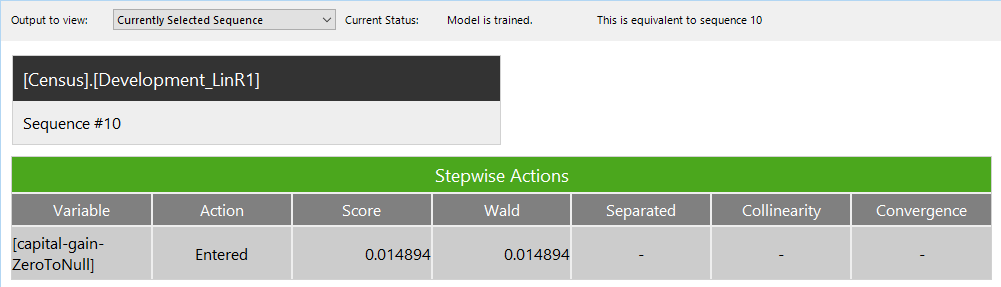 Output to view: Currently Selected Sequence Current Status: Model is trained. This is equivalent to sequence 10
[Census].[Development_LinR1]
Sequence #10
Stepwise Actions
Variable Action Score Wald Separated Collinearity Convergence
[capital-gain-
ZeroToNull] Entered 0.014894 0.014894 - - -